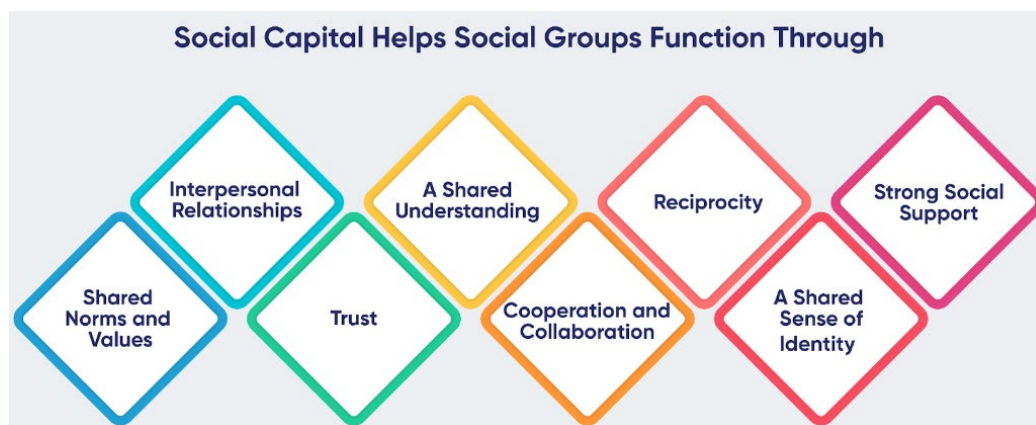 Social Capital Helps Social Groups Function Through
Interpersonal
Relationships
A Shared
Understanding
Reciprocity
Strong Social
Support
Shared
Norms and
Values
Trust
Cooperation and
Collaboration
A Shared
Sense of
Identity